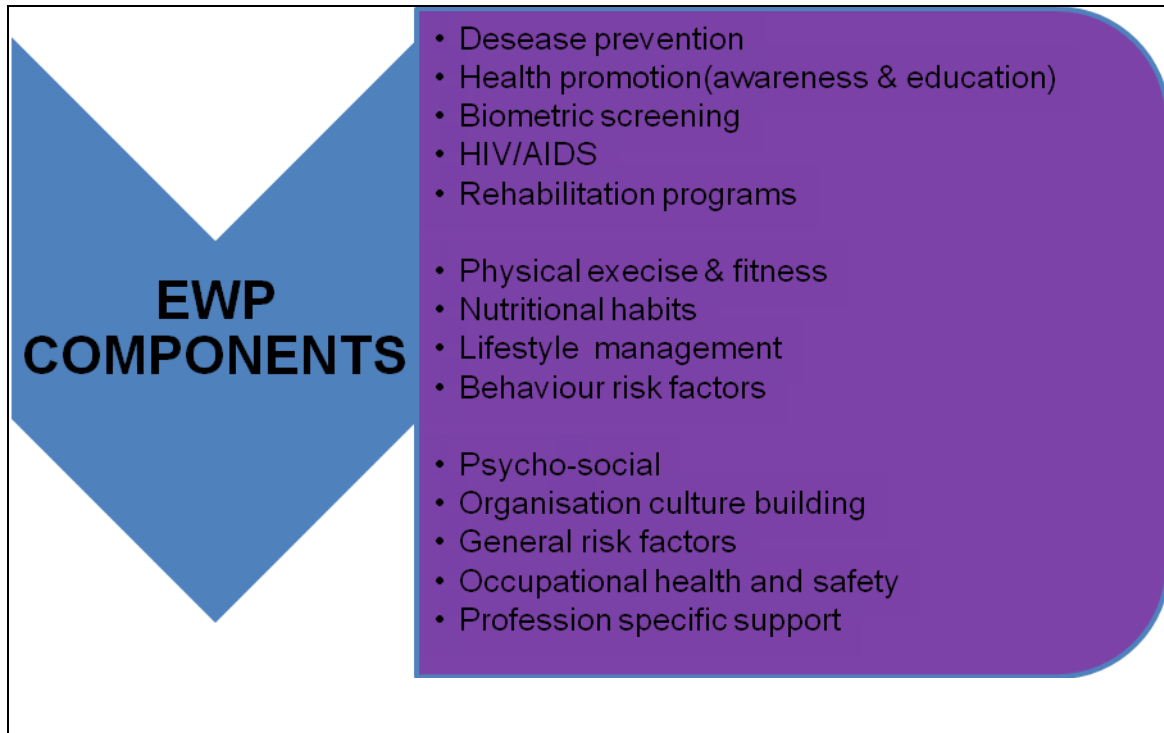 EWP
COMPONENTS
• Desease prevention
• Health promotion(awareness & education)
• Biometric screening
• HIV/AIDS
• Rehabilitation programs
• Physical execise & fitness
• Nutritional habits
• Lifestyle management
• Behaviour risk factors
• Psycho-social
• Organisation culture building
• General risk factors
• Occupational health and safety
• Profession specific support